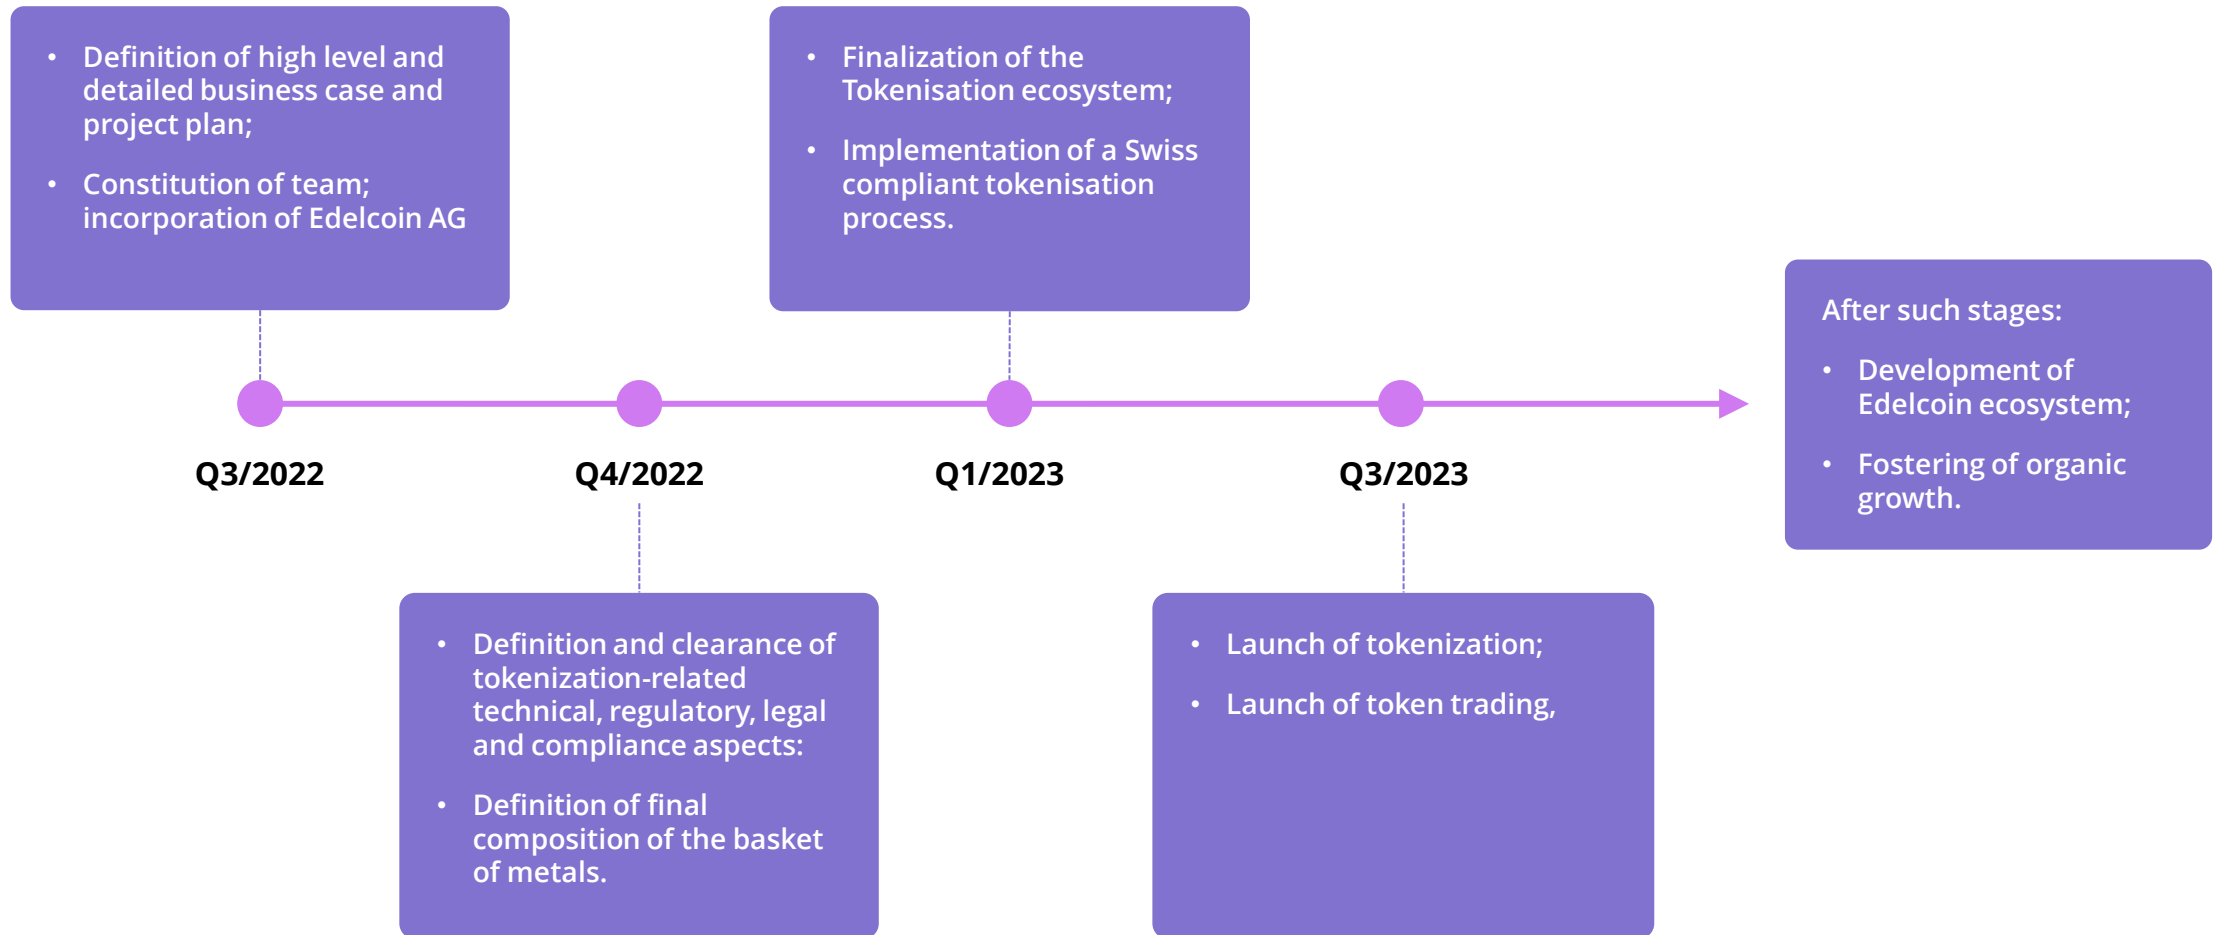 • Definition of high level and
detailed business case and
project plan;
• Constitution of team;
incorporation of Edelcoin AG
• Finalization of the
Tokenisation ecosystem;
• Implementation of a Swiss
compliant tokenisation
process.
After such stages:
• Development of
Edelcoin ecosystem;
• Fostering of organic
growth.
Q3/2022
Q4/2022
Q1/2023
Q3/2023
• Definition and clearance of
tokenization-related
technical, regulatory, legal
and compliance aspects:
• Definition of final
composition of the basket
of metals.
• Launch of tokenization;
• Launch of token trading,